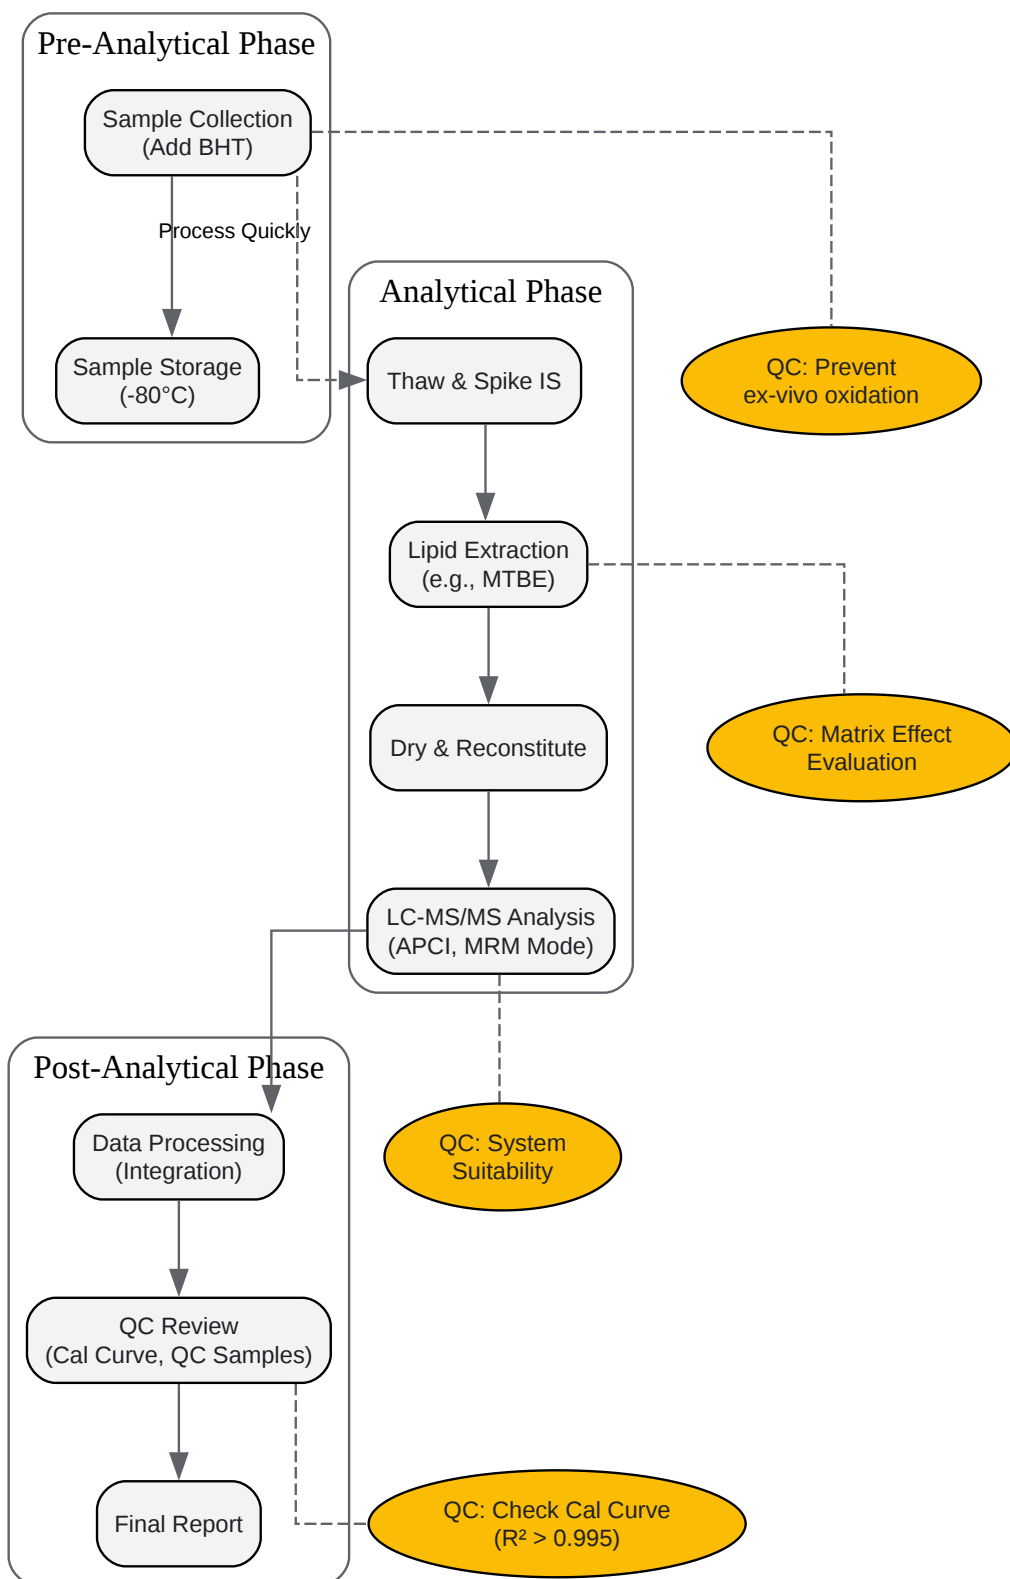 Pre-Analytical Phase
Sample Collection
(Add BHT)
Process Quickly
Sample Storage
(-80°C)
Analytical Phase
Thaw & Spike IS
QC: Prevent
ex-vivo oxidation
Lipid Extraction
(e.g., MTBE)
Dry & Reconstitute
QC: Matrix Effect
Evaluation
LC-MS/MS Analysis
(APCI, MRM Mode)
Post-Analytical Phase
Data Processing
(Integration)
QC: System
Suitability
QC Review
(Cal Curve, QC Samples)
Final Report
QC: Check Cal Curve
(R² > 0.995)